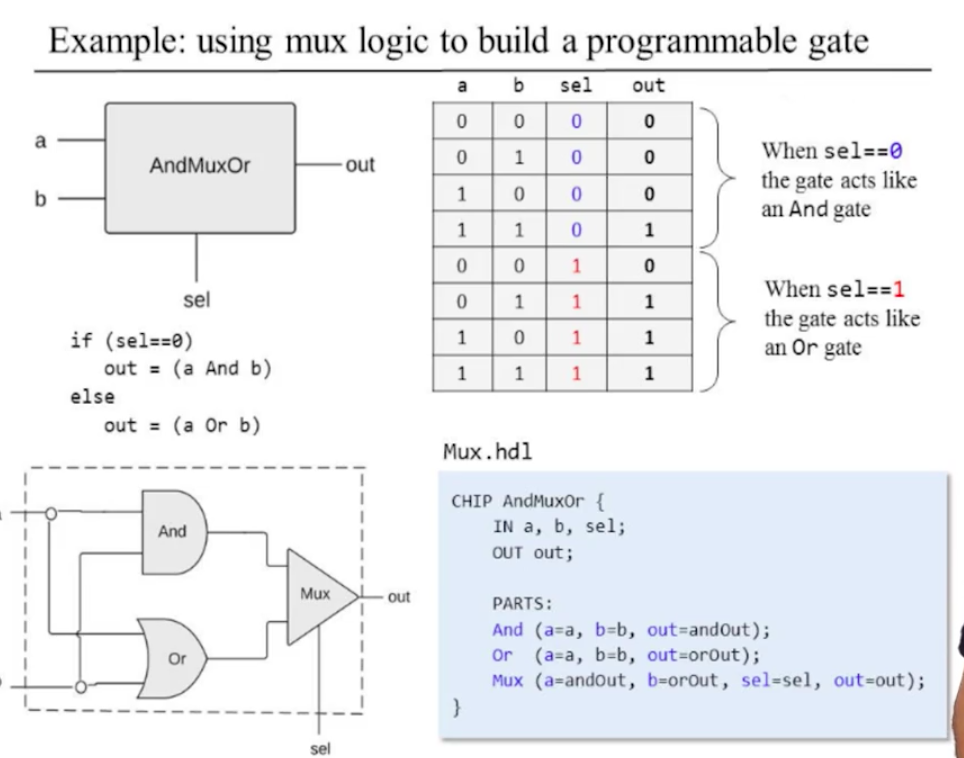 Example: using mux logic to build a programmable gate
a
b
AndMuxOr
out
sel
if (sel==0)
out = (a And b)
else
out = (a Or b)
a b sel out
0 0 0 0
0 1 0 0
1 0 0 0
1 1 0 1
0 0 1 0
0 1 1 1
1 0 1 1
1 1 1 1
When sel==0
the gate acts like
an And gate
When sel==1
the gate acts like
an Or gate
And
Or
Mux
out
sel
Mux.hdl
CHIP AndMuxOr {
IN a, b, sel;
OUT out;
PARTS:
And (a=a, b=b, out=andOut);
Or (a=a, b=b, out=orOut);
Mux (a=andOut, b=orOut, sel=sel, out=out);
}